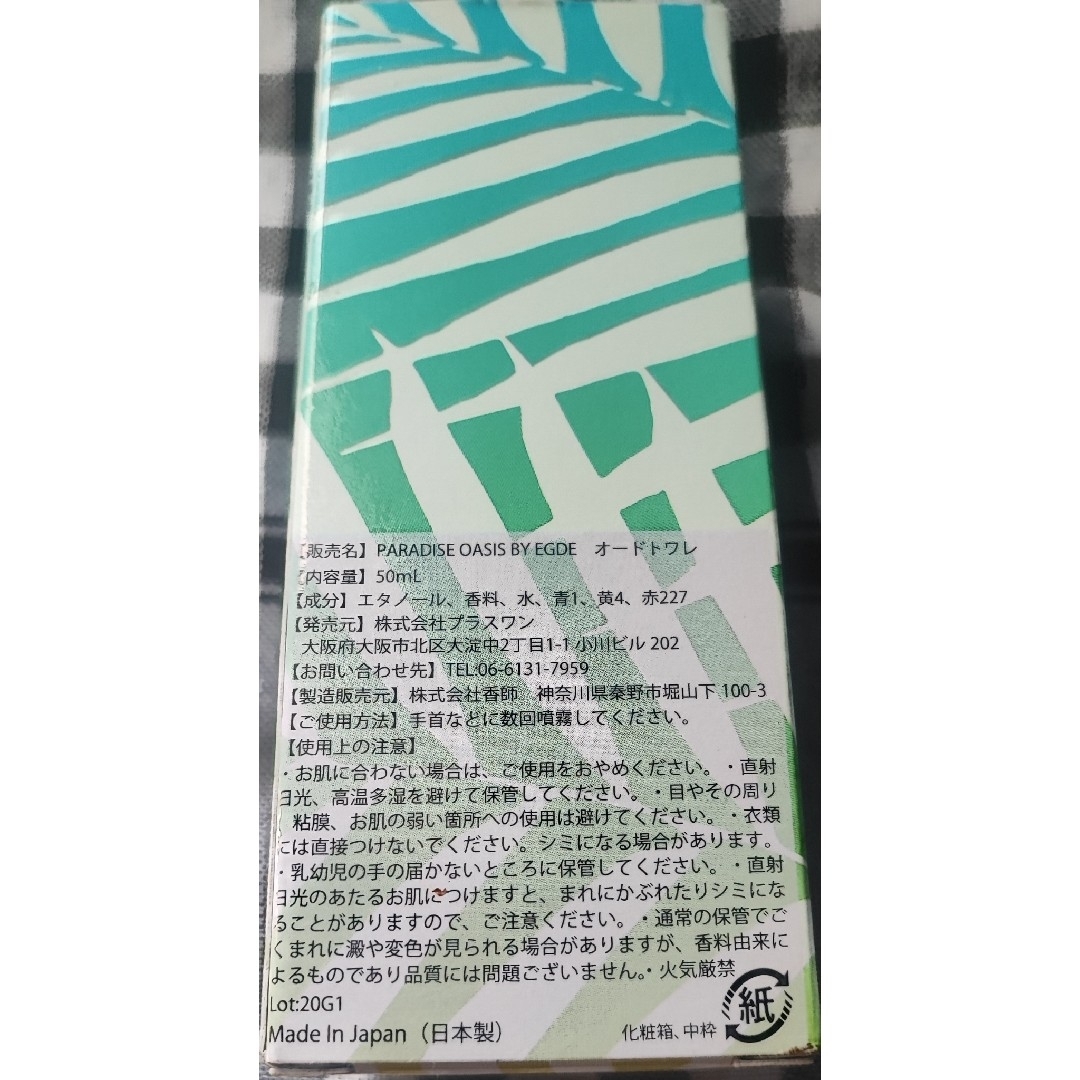 【販売名】PARADISE OASIS BY EGDE　オードトワレ
【内容量】50mL
【成分】エタノール、香料、水、青1、黄4、赤227
【発売元】株式会社プラスワン
大阪府大阪市北区大淀中2丁目1-1 小川ビル 202
【お問い合わせ先】TEL:06-6131-7959
【製造販売元】株式会社香師　神奈川県秦野市堀山下 100-3
【ご使用方法】手首などに数回噴霧してください。
【使用上の注意】
・お肌に合わない場合は、ご使用をおやめください。・直射
日光、高温多湿を避けて保管してください。・目やその周り
、粘膜、お肌の弱い箇所への使用は避けてください。・衣類
には直接つけないでください。シミになる場合があります。
・乳幼児の手の届かないところに保管してください。・直射
日光のあたるお肌につけますと、まれにかぶれたりシミにな
ることがありますので、ご注意ください。・通常の保管でご
くまれに澱や変色が見られる場合がありますが、香料由来に
よるものであり品質には問題ございません。・火気厳禁
Lot:20G1
Made In Japan（日本製）
紙
化粧箱、中枠